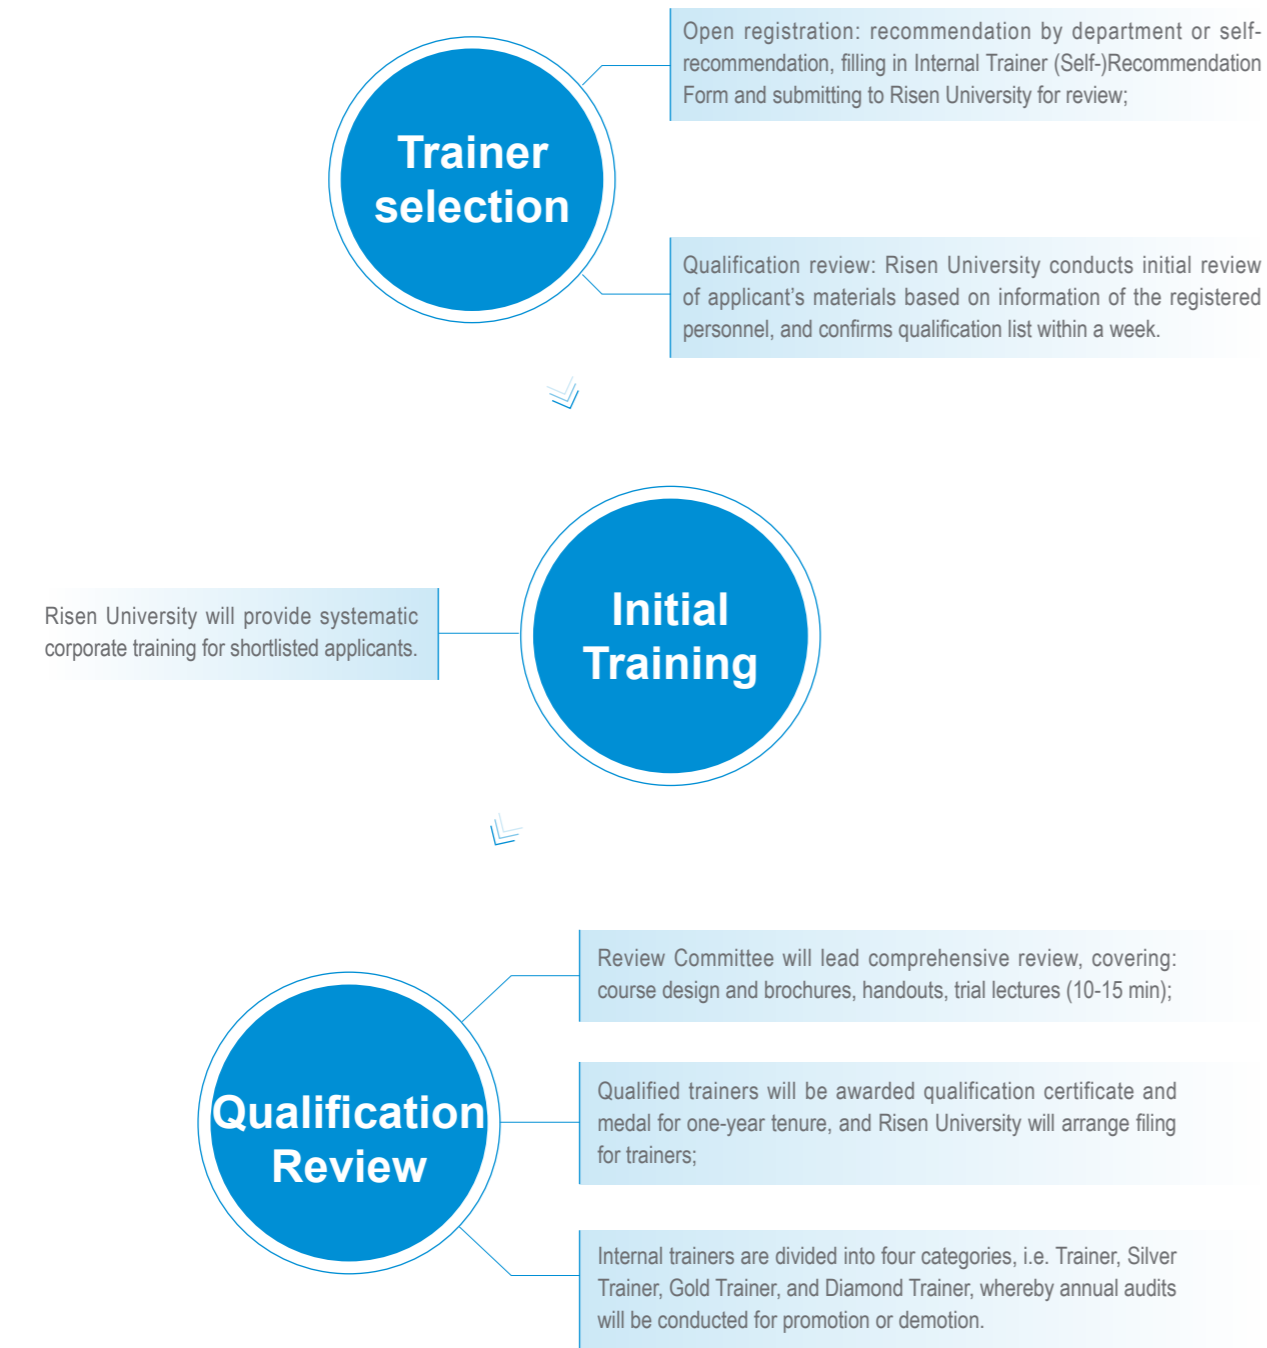 Open registration: recommendation by department or self-
recommendation, filling in Internal Trainer (Self-)Recommendation
Form and submitting to Risen University for review;
Trainer
selection
Qualification review: Risen University conducts initial review
of applicant’s materials based on information of the registered
personnel, and confirms qualification list within a week.
Initial
Training
Risen University will provide systematic
corporate training for shortlisted applicants.
Review Committee will lead comprehensive review, covering:
course design and brochures, handouts, trial lectures (10-15 min);
Qualification
Review
Qualified trainers will be awarded qualification certificate and
medal for one-year tenure, and Risen University will arrange filing
for trainers;
Internal trainers are divided into four categories, i.e. Trainer, Silver
Trainer, Gold Trainer, and Diamond Trainer, whereby annual audits
will be conducted for promotion or demotion.